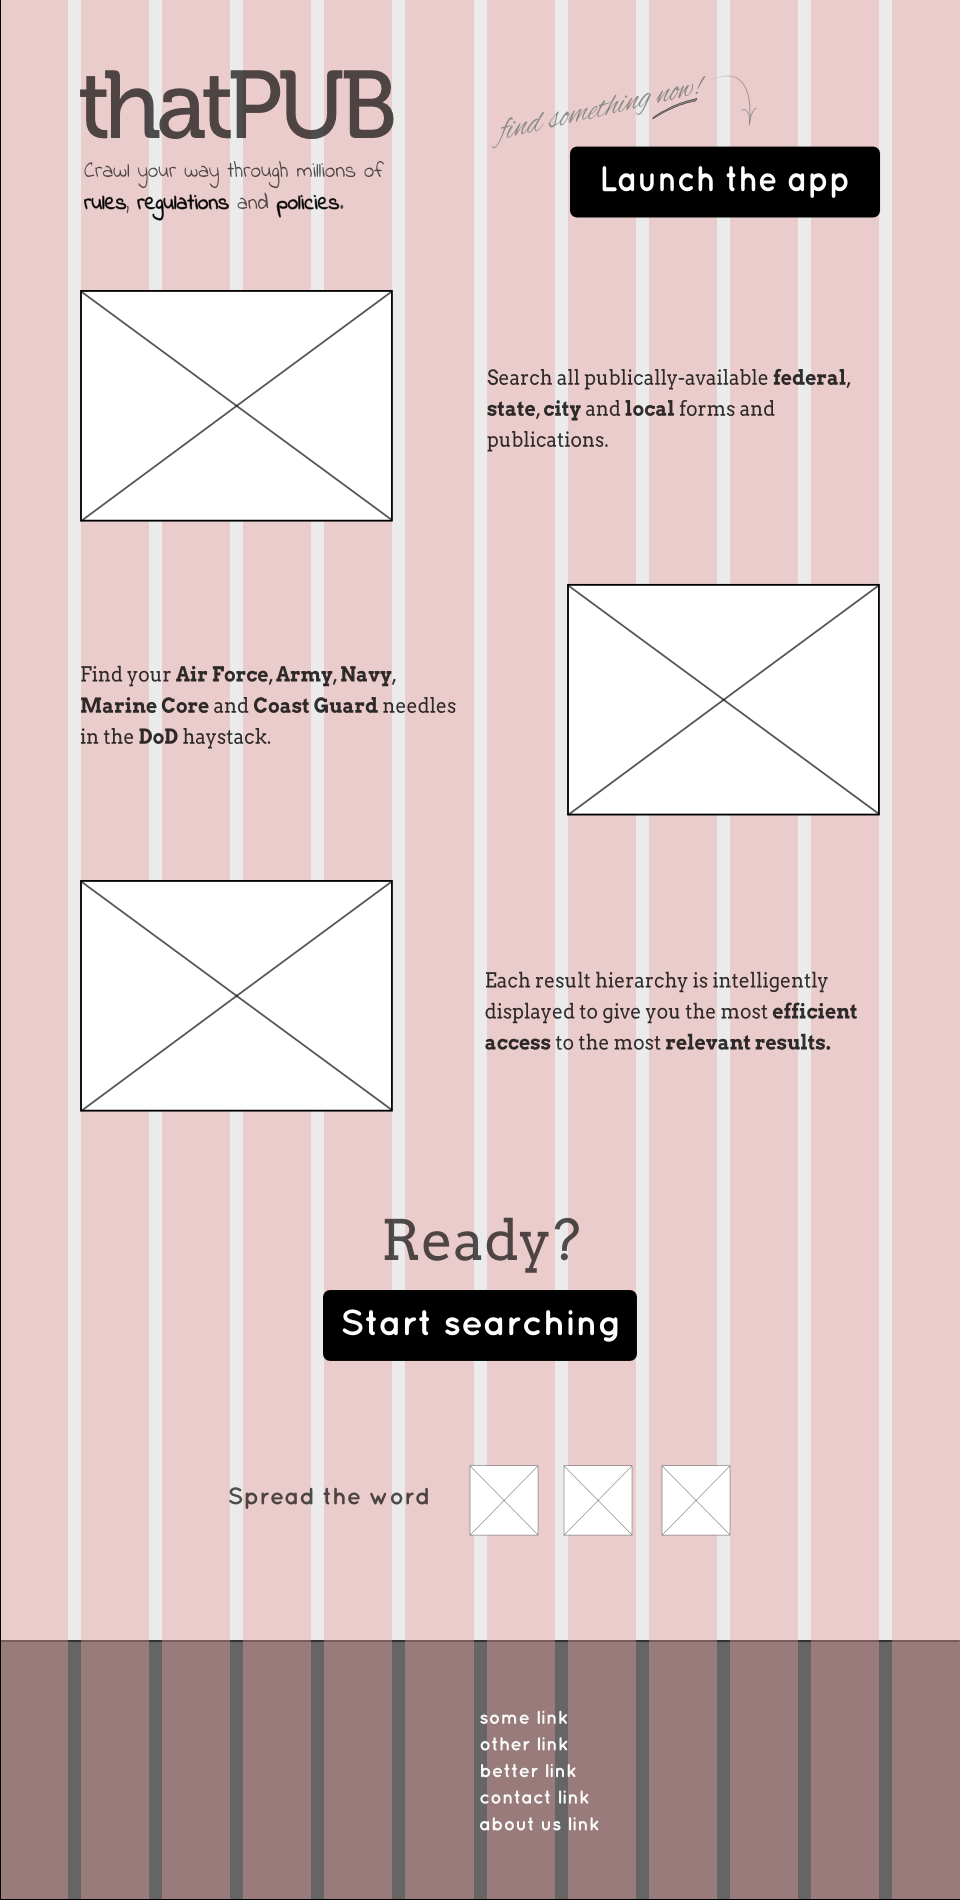 thatPUB
Crawl your way through millions of
rules, regulations and policies.
find something now!
Launch the app
Search all publically-available federal,
state, city and local forms and
publications.
Find your Air Force, Army, Navy,
Marine Core and Coast Guard needles
in the DoD haystack.
Each result hierarchy is intelligently
displayed to give you the most efficient
access to the most relevant results.
Ready?
Start searching
Spread the word
some link
other link
better link
contact link
about us link